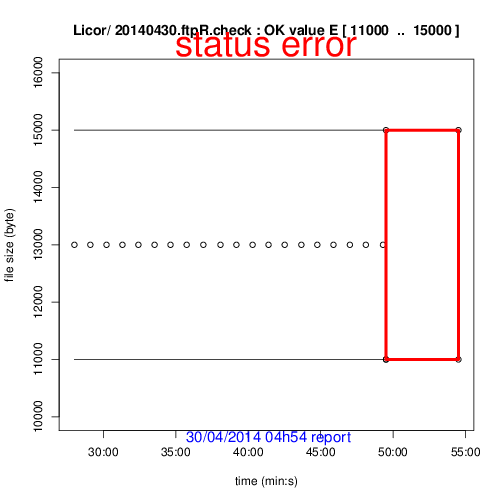 Licor/ 20140430.ftpR.check : OK value E [ 11000 .. 15000 ]
status error
16000
15000
14000
13000
12000
11000
10000
file size (byte)
30/04/2014 04h54 report
30:00 35:00 40:00 45:00 50:00 55:00
time (min:s)